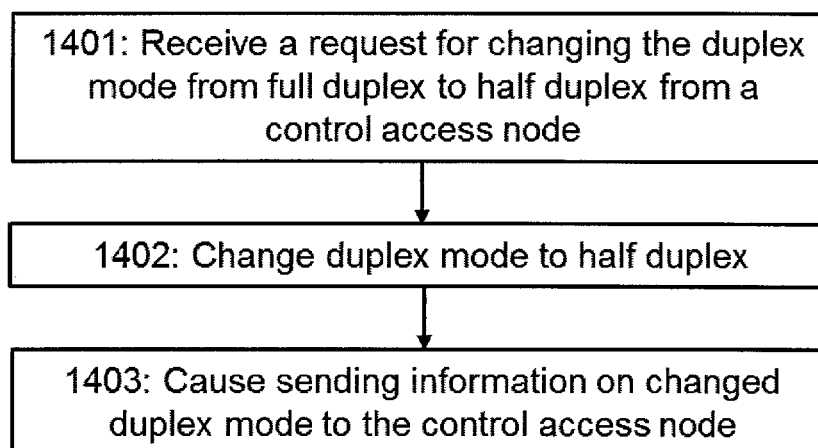 1401: Receive a request for changing the duplex
mode from full duplex to half duplex from a
control access node
1402: Change duplex mode to half duplex
1403: Cause sending information on changed
duplex mode to the control access node